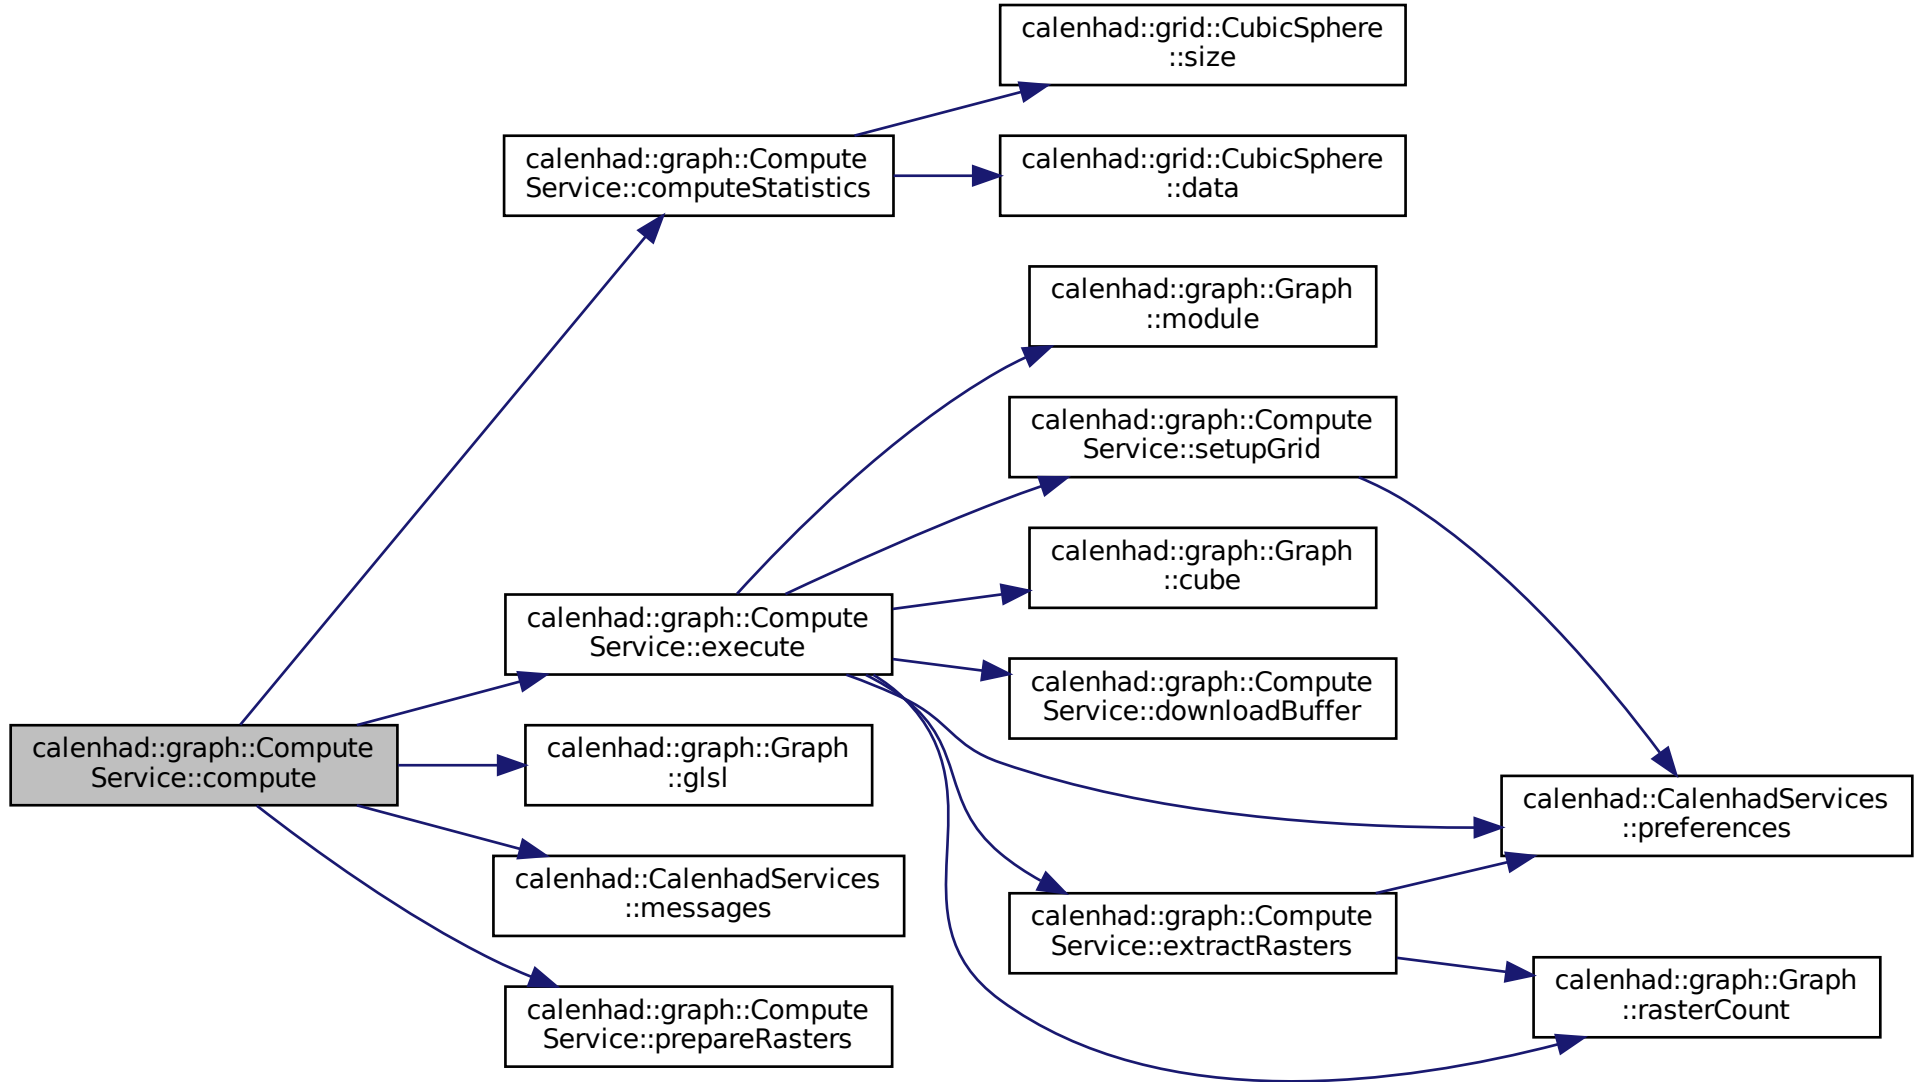 calenhad::grid::CubicSphere
::size
calenhad::graph::Compute
Service::computeStatistics
calenhad::grid::CubicSphere
::data
calenhad::graph::Graph
::module
calenhad::graph::Compute
Service::setupGrid
calenhad::graph::Graph
::cube
calenhad::graph::Compute
Service::execute
calenhad::graph::Compute
Service::downloadBuffer
calenhad::graph::Compute
Service::compute
calenhad::graph::Graph
::glsl
calenhad::CalenhadServices
::preferences
calenhad::CalenhadServices
::messages
calenhad::graph::Compute
Service::extractRasters
calenhad::graph::Graph
::rasterCount
calenhad::graph::Compute
Service::prepareRasters